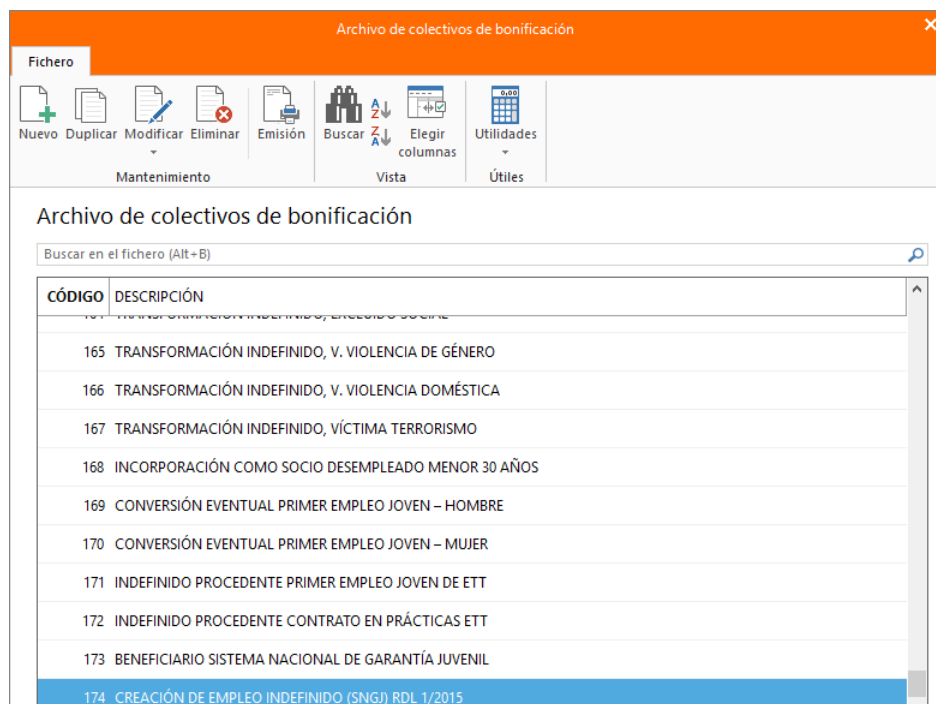 Archivo de colectivos de bonificación
Fichero
Nuevo Duplicar Modificar Eliminar Emisión Buscar Elegir columnas Utilidades
Mantenimiento Vista Útiles
Archivo de colectivos de bonificación
Buscar en el fichero (Alt+B)
CÓDIGO DESCRIPCIÓN
165 TRANSFORMACIÓN INDEFINIDO, V. VIOLENCIA DE GÉNERO
166 TRANSFORMACIÓN INDEFINIDO, V. VIOLENCIA DOMÉSTICA
167 TRANSFORMACIÓN INDEFINIDO, VÍCTIMA TERRORISMO
168 INCORPORACIÓN COMO SOCIO DESEMPLEADO MENOR 30 AÑOS
169 CONVERSIÓN EVENTUAL PRIMER EMPLEO JOVEN – HOMBRE
170 CONVERSIÓN EVENTUAL PRIMER EMPLEO JOVEN – MUJER
171 INDEFINIDO PROCEDENTE PRIMER EMPLEO JOVEN DE ETT
172 INDEFINIDO PROCEDENTE CONTRATO EN PRÁCTICAS ETT
173 BENEFICIARIO SISTEMA NACIONAL DE GARANTÍA JUVENIL
174 CREACIÓN DE EMPLEO INDEFINIDO (SNGJ) RDL 1/2015